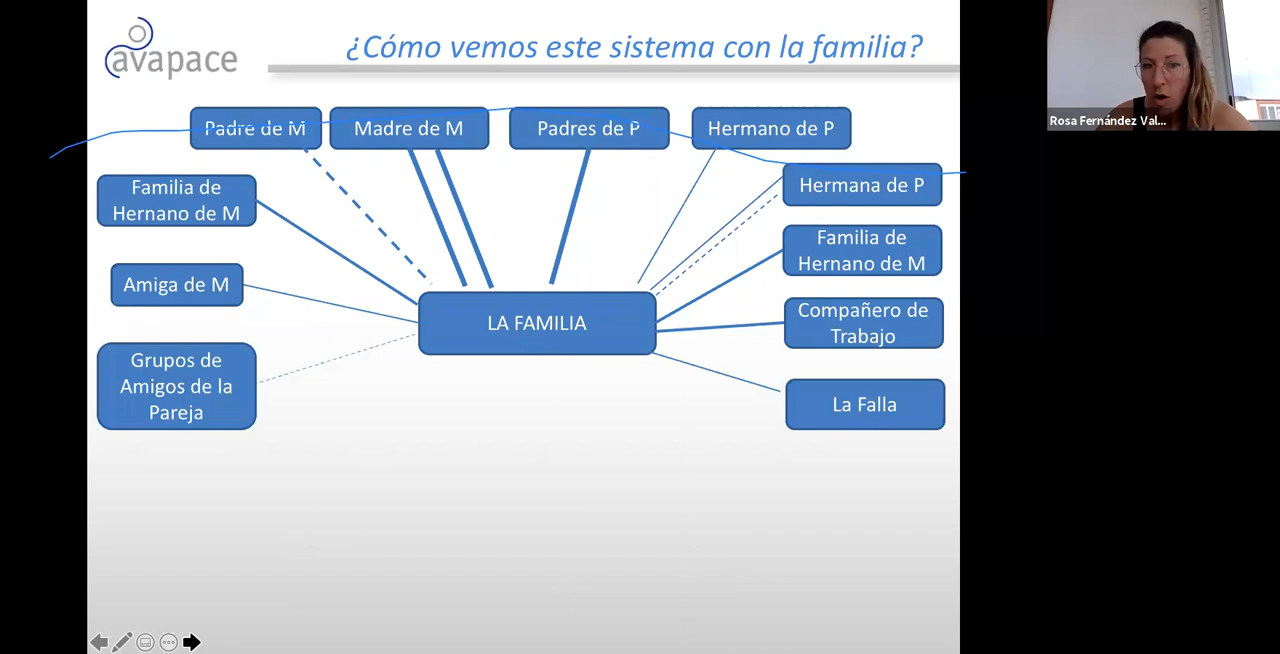 avapace
¿Cómo vemos este sistema con la familia?
Padre de M
Madre de M
Padres de P
Hermano de P
Familia de
Hernano de M
Hermana de P
Amiga de M
Familia de
Hernano de M
LA FAMILIA
Compañero de
Trabajo
Grupos de
Amigos de la
Pareja
La Falla
Rosa Fernández Val...